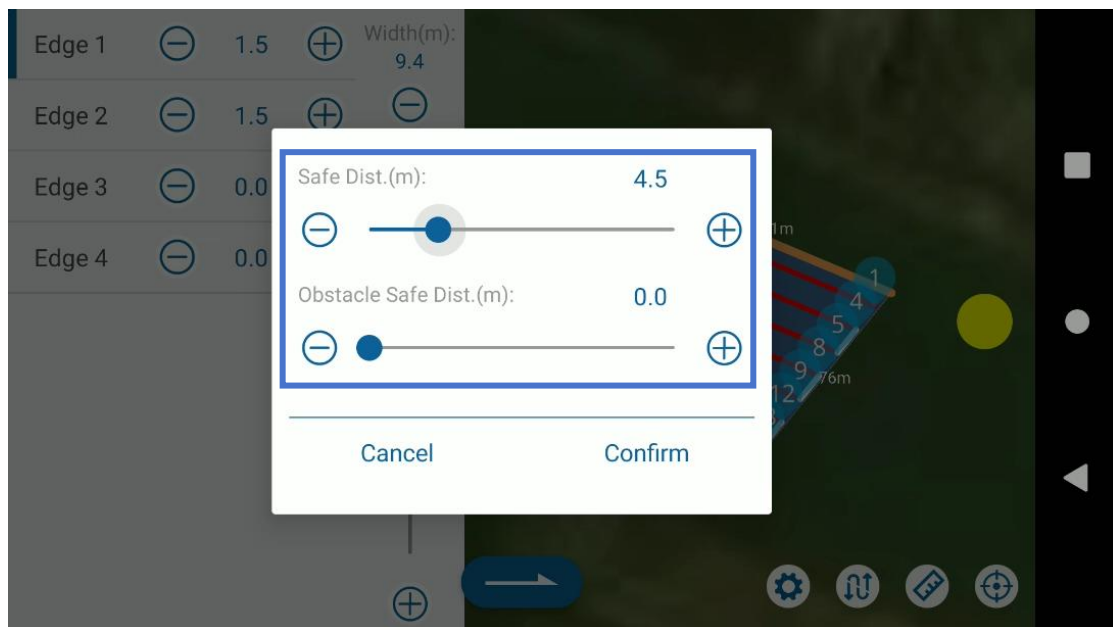 Edge 1 1.5
Width(m):
9.4
Edge 2 1.5
Edge 3 0.0
Edge 4 0.0
Safe Dist.(m): 4.5
Obstacle Safe Dist.(m): 0.0
Cancel Confirm
1
4
5
8
9 76m
12